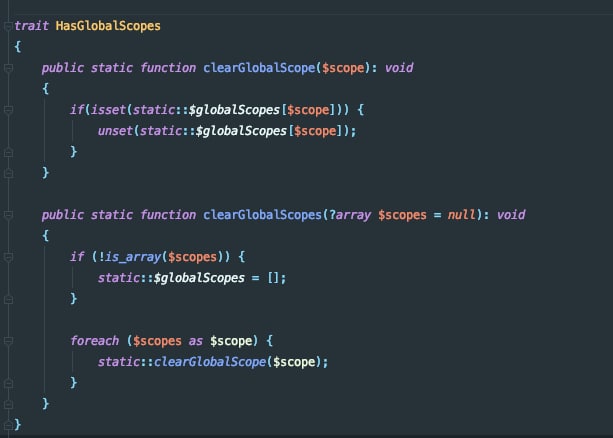 trait HasGlobalScopes
{
    public static function clearGlobalScope($scope): void
    {
        if(isset(static::$globalScopes[$scope])) {
            unset(static::$globalScopes[$scope]);
        }
    }

    public static function clearGlobalScopes(?array $scopes = null): void
    {
        if (!is_array($scopes)) {
            static::$globalScopes = [];
        }

        foreach ($scopes as $scope) {
            static::clearGlobalScope($scope);
        }
    }
}